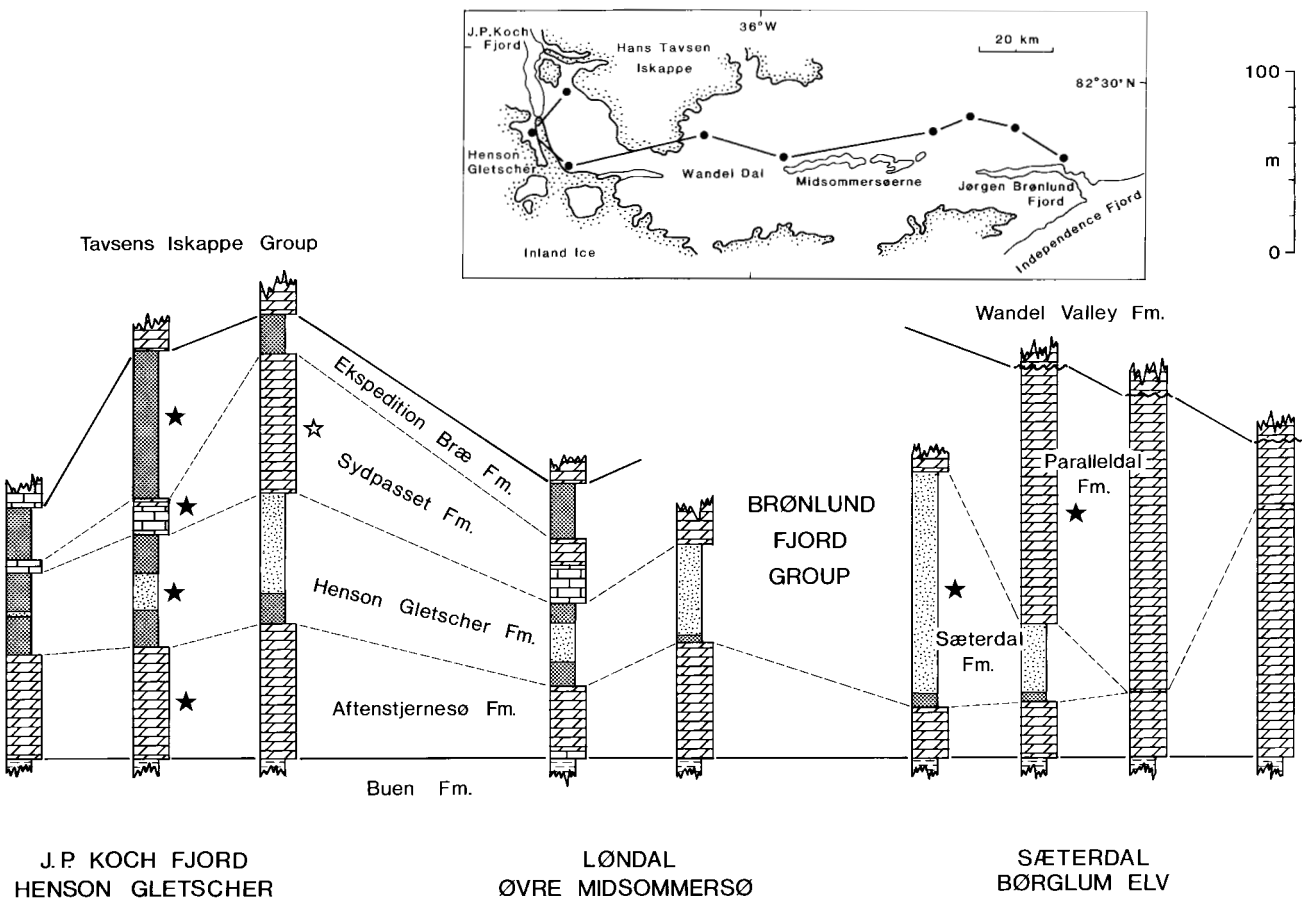 J.P.Koch
Fjord
Hans Tavsen
Iskappe
36°W
20 km
82°30'N
Henson
Gletscher
Wandel Dal
Midsommersøerne
Jørgen Brønlund
Fjord
Independence Fjord
Inland Ice
100
m
0
Tavsens Iskappe Group
Wandel Valley Fm.
Ekspedition Bræ Fm.
Sydpasset Fm.
Henson Gletscher Fm.
Aftenstjernesø Fm.
Buen Fm.
BRØNLUND
FJORD
GROUP
Paralleldal
Fm.
Sæterdal
Fm.
J.P. KOCH FJORD
HENSON GLETSCHER
LØNDAL
ØVRE MIDSOMMERSØ
SÆTERDAL
BØRGLUM ELV